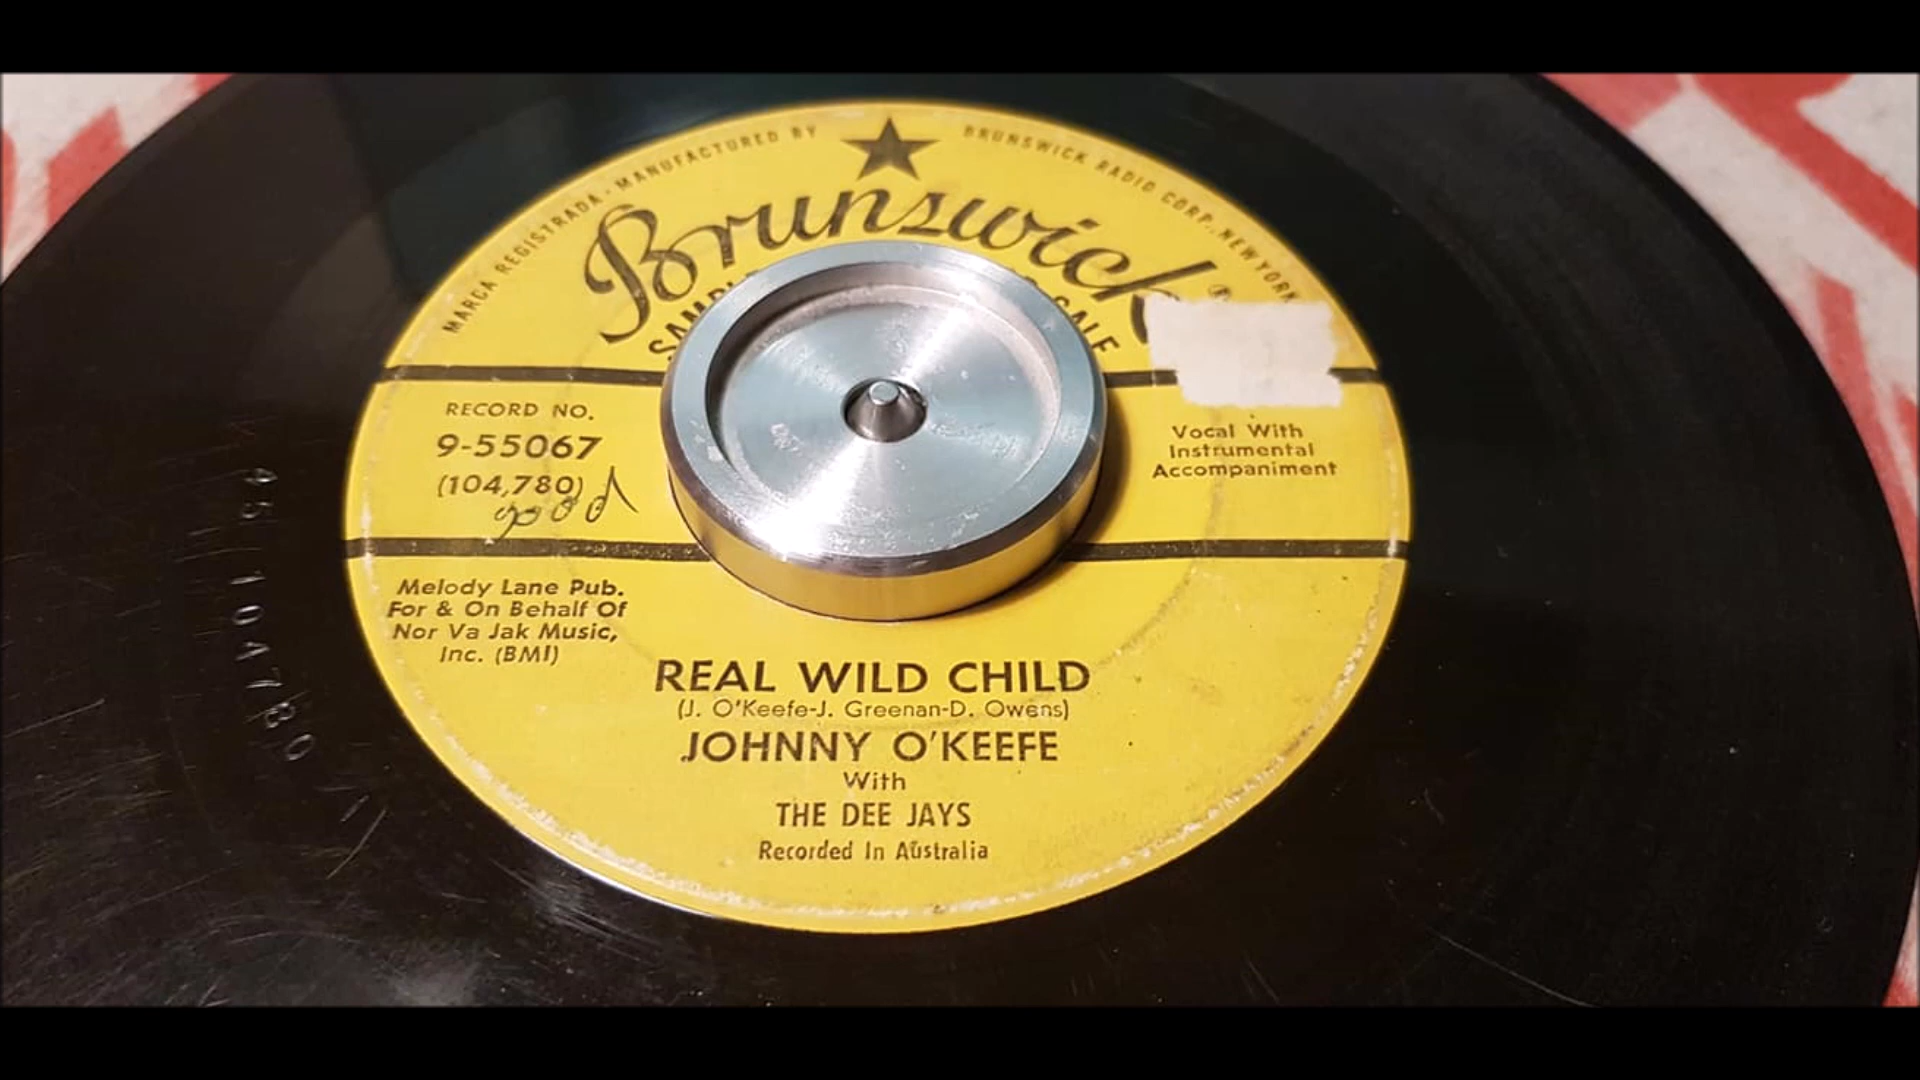 MARCA REGISTRADA · MANUFACTURED BY BRUNSWICK RADIO CORP., NEW YORK
Brunswick
RECORD NO.
9-55067
(104,780)
good
Vocal With
Instrumental
Accompaniment
Melody Lane Pub.
For & On Behalf Of
Nor Va Jak Music,
Inc. (BMI)
REAL WILD CHILD
(J. O'Keefe-J. Greenan-D. Owens)
JOHNNY O'KEEFE
With
THE DEE JAYS
Recorded In Australia